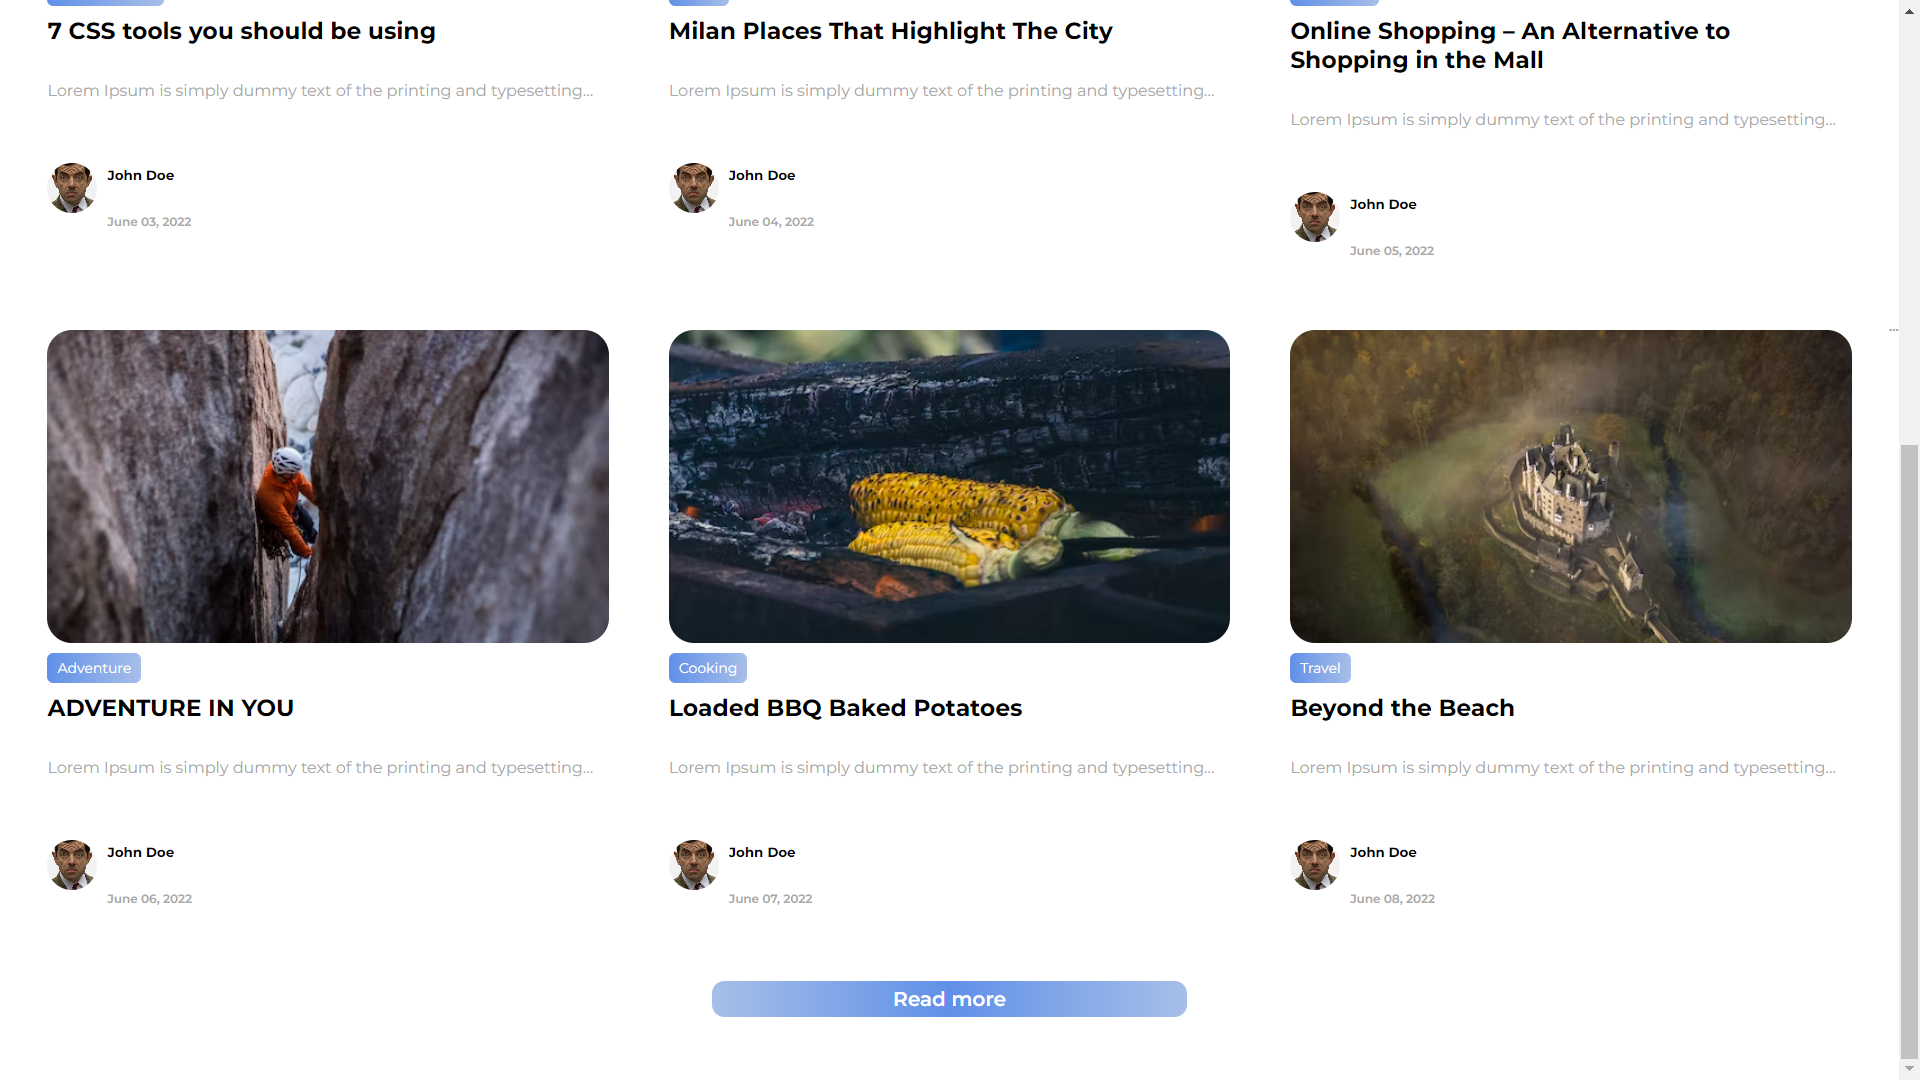 7 CSS tools you should be using
Lorem Ipsum is simply dummy text of the printing and typesetting...
John Doe
June 03, 2022
Milan Places That Highlight The City
Lorem Ipsum is simply dummy text of the printing and typesetting...
John Doe
June 04, 2022
Online Shopping – An Alternative to
Shopping in the Mall
Lorem Ipsum is simply dummy text of the printing and typesetting...
John Doe
June 05, 2022
...
Adventure
ADVENTURE IN YOU
Lorem Ipsum is simply dummy text of the printing and typesetting...
John Doe
June 06, 2022
Cooking
Loaded BBQ Baked Potatoes
Lorem Ipsum is simply dummy text of the printing and typesetting...
John Doe
June 07, 2022
Travel
Beyond the Beach
Lorem Ipsum is simply dummy text of the printing and typesetting...
John Doe
June 08, 2022
Read more